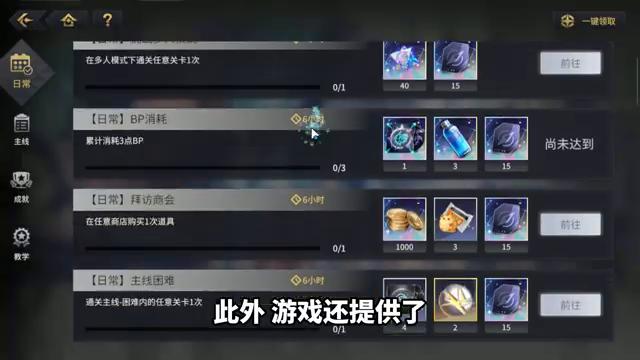 一键领取
日常
主线
成就
教学
在多人模式下通关任意关卡1次
0/1
40
15
前往
【日常】BP消耗
6小时
累计消耗3点BP
0/3
1
3
15
尚未达到
【日常】拜访商会
6小时
在任意商店购买1次道具
0/1
1000
3
15
前往
【日常】主线困难
6小时
通关主线-困难内的任意关卡1次
0/1
4
2
15
前往
此外 游戏还提供了